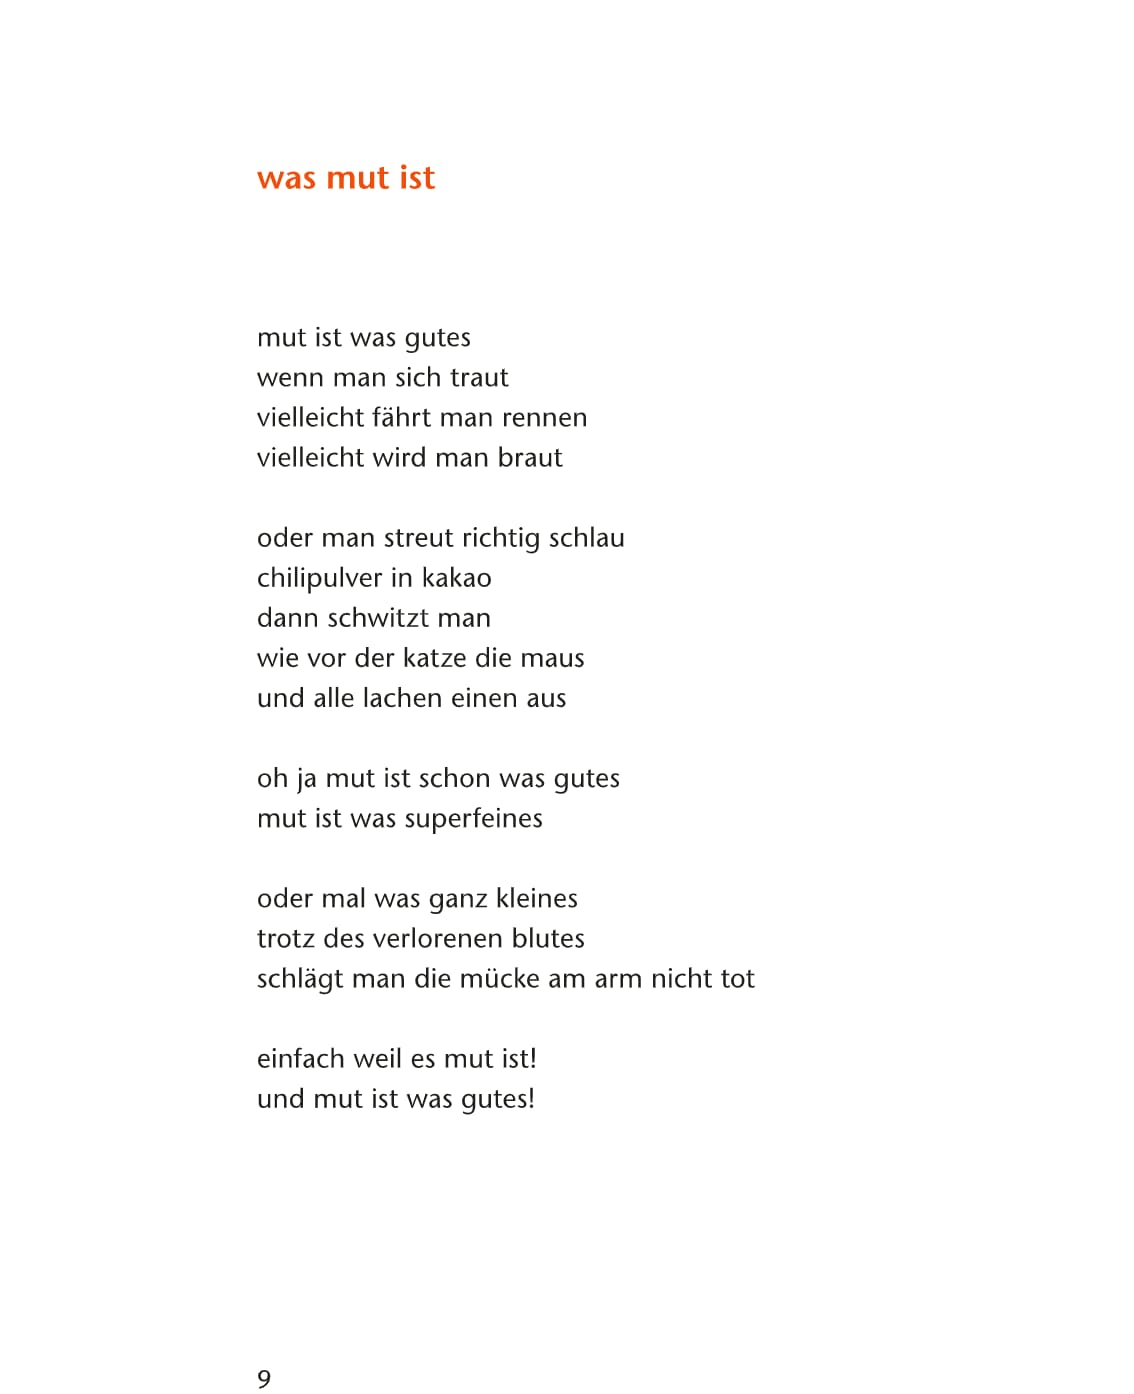 was mut ist
mut ist was gutes
wenn man sich traut
vielleicht fährt man rennen
vielleicht wird man braut
oder man streut richtig schlau
chilipulver in kakao
dann schwitzt man
wie vor der katze die maus
und alle lachen einen aus
oh ja mut ist schon was gutes
mut ist was superfeines
oder mal was ganz kleines
trotz des verlorenen blutes
schlägt man die mücke am arm nicht tot
einfach weil es mut ist!
und mut ist was gutes!
9